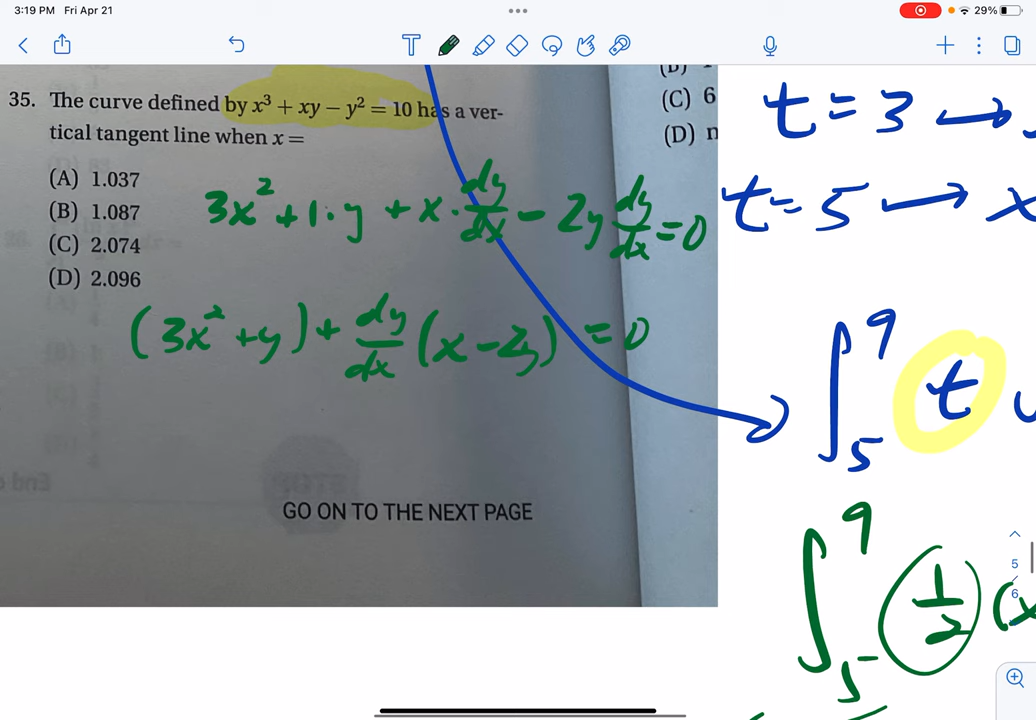 3:19 PM Fri Apr 21
29%
35. The curve defined by x³ + xy − y² = 10 has a ver-
tical tangent line when x =
(A) 1.037
(B) 1.087
(C) 2.074
(D) 2.096
3x² + 1·y + x·dy/dx − 2y dy/dx = 0
(3x² + y) + dy/dx (x − 2y) = 0
GO ON TO THE NEXT PAGE
(C) 6
(D) n
t = 3 →
t = 5 → x
∫₅⁹ t
∫₅⁹ (1/2) (x
5
6